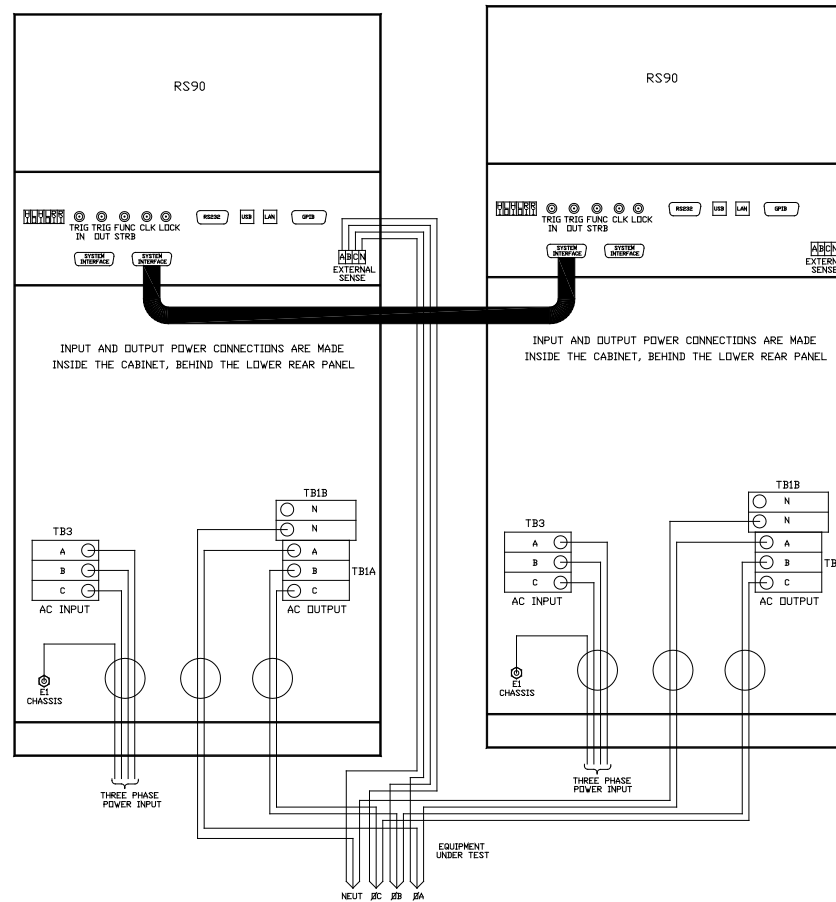 RS90
TRIG TRIG FUNC CLK LOCK
IN OUT STRB
RS232
USB
LAN
GPIB
SYSTEM
INTERFACE
SYSTEM
INTERFACE
A B C N
EXTERNAL
SENSE
INPUT AND OUTPUT POWER CONNECTIONS ARE MADE
INSIDE THE CABINET, BEHIND THE LOWER REAR PANEL
TB1B
N
N
TB3
A
B
C
AC INPUT
A
B
C
TB1A
AC OUTPUT
E1
CHASSIS
THREE PHASE
POWER INPUT
RS90
TRIG TRIG FUNC CLK LOCK
IN OUT STRB
RS232
USB
LAN
GPIB
SYSTEM
INTERFACE
SYSTEM
INTERFACE
A B C N
EXTERN
SENSE
INPUT AND OUTPUT POWER CONNECTIONS ARE MADE
INSIDE THE CABINET, BEHIND THE LOWER REAR PANEL
TB1B
N
N
TB3
A
B
C
AC INPUT
A
B
C
TB
AC OUTPUT
E1
CHASSIS
THREE PHASE
POWER INPUT
EQUIPMENT
UNDER TEST
NEUT ØC ØB ØA